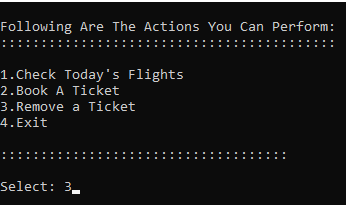 Following Are The Actions You Can Perform:
::::::::::::::::::::::::::::::::::::::::::
1.Check Today's Flights
2.Book A Ticket
3.Remove a Ticket
4.Exit
::::::::::::::::::::::::::::::::::::
Select: 3